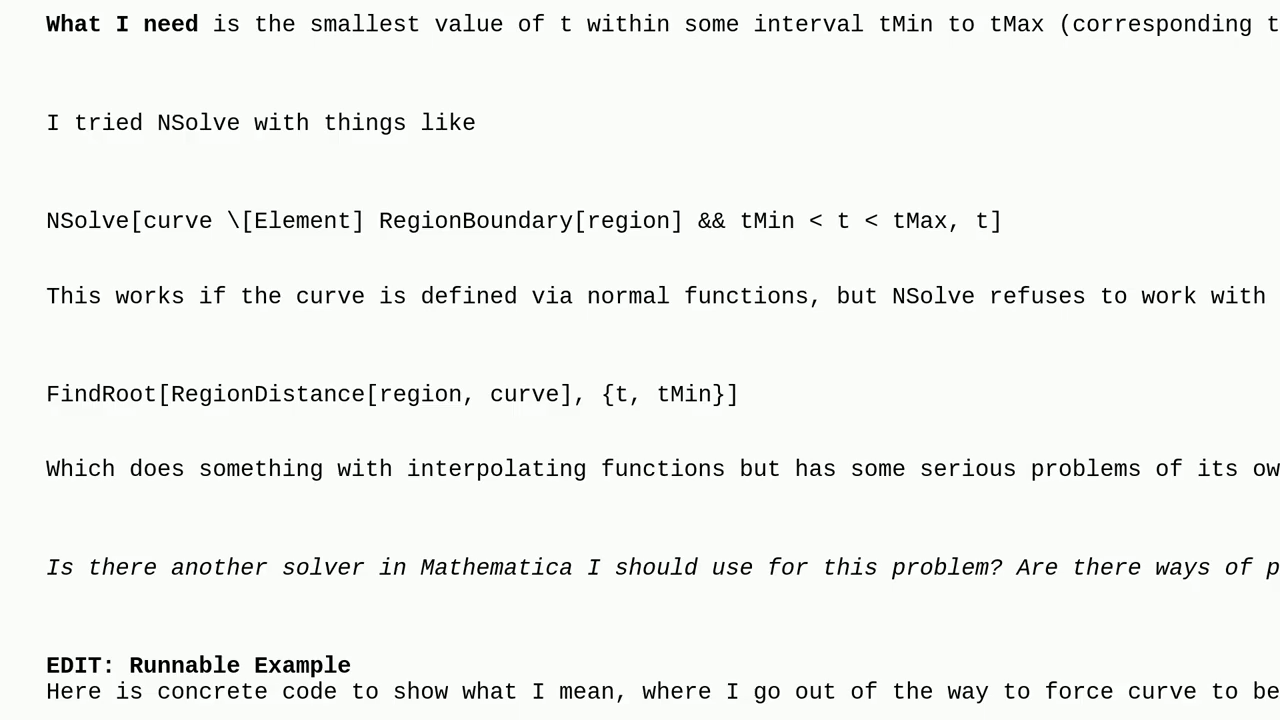 What I need is the smallest value of t within some interval tMin to tMax (corresponding
I tried NSolve with things like
NSolve[curve \[Element] RegionBoundary[region] && tMin < t < tMax, t]
This works if the curve is defined via normal functions, but NSolve refuses to work with
FindRoot[RegionDistance[region, curve], {t, tMin}]
Which does something with interpolating functions but has some serious problems of its
Is there another solver in Mathematica I should use for this problem? Are there ways of
EDIT: Runnable Example
Here is concrete code to show what I mean, where I go out of the way to force curve to be